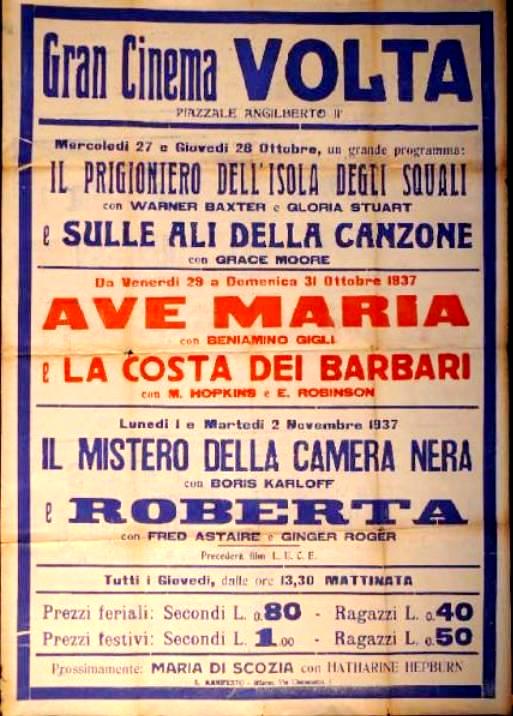 Gran Cinema VOLTA
PIAZZALE ANGILBERTO II
Mercoledì 27 e Giovedì 28 Ottobre, un grande programma:
IL PRIGIONIERO DELL'ISOLA DEGLI SQUALI
con WARNER BAXTER e GLORIA STUART
e SULLE ALI DELLA CANZONE
con GRACE MOORE
Da Venerdì 29 a Domenica 31 Ottobre 1937
AVE MARIA
con BENIAMINO GIGLI
e LA COSTA DEI BARBARI
con M. HOPKINS e E. ROBINSON
Lunedì 1 e Martedì 2 Novembre 1937
IL MISTERO DELLA CAMERA NERA
con BORIS KARLOFF
e ROBERTA
con FRED ASTAIRE e GINGER ROGER
Precederà film L. U. C. E.
Tutti i Giovedì, dalle ore 13,30 MATTINATA
Prezzi feriali: Secondi L. 0.80 - Ragazzi L. 0.40
Prezzi festivi: Secondi L. 1.00 - Ragazzi L. 0.50
Prossimamente: MARIA DI SCOZIA con HATHARINE HEPBURN
Milano, Via